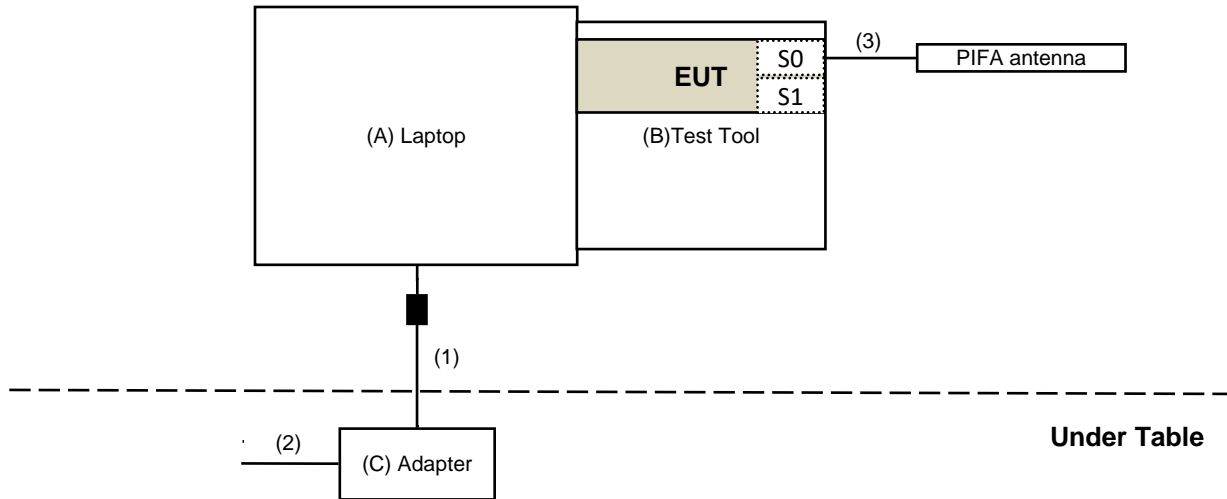 (3)
S0
PIFA antenna
EUT
S1
(A) Laptop
(B)Test Tool
(1)
Under Table
(2)
(C) Adapter